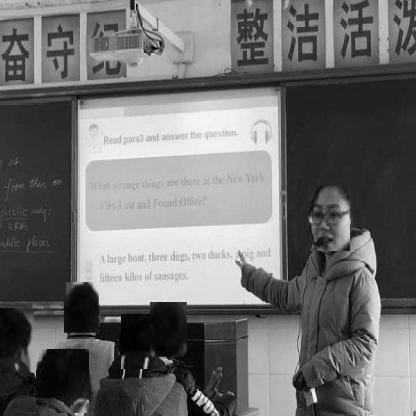 奋 守 纪 整 洁 活
24
from then on
public
public places
Read para3 and answer the question.
What strange things are there at the New York
City Lost and Found Office?
A large boat, three dogs, two ducks, a pig and
fifteen kilos of sausages.